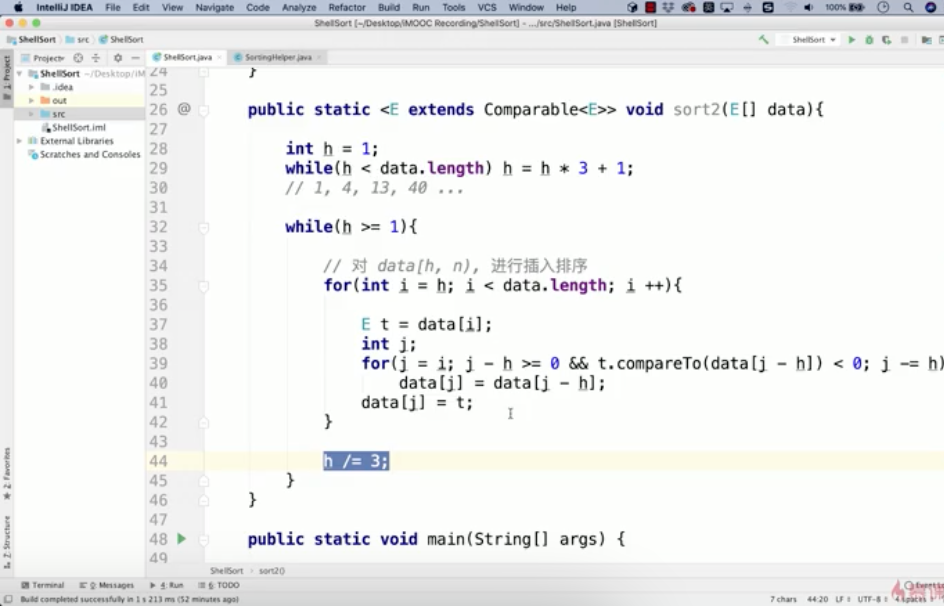 IntelliJ IDEA File Edit View Navigate Code Analyze Refactor Build Run Tools VCS Window Help 100%
ShellSort [~/Desktop/iMOOC Recording/ShellSort] - .../src/ShellSort.java [ShellSort]
ShellSort src ShellSort ShellSort
Project ShellSort.java SortingHelper.java
1: Project
ShellSort ~/Desktop/iM
.idea
out
src
ShellSort.iml
External Libraries
Scratches and Consoles
2: Favorites
Z: Structure
24 }
25
26 @ public static <E extends Comparable<E>> void sort2(E[] data){
27
28 int h = 1;
29 while(h < data.length) h = h * 3 + 1;
30 // 1, 4, 13, 40 ...
31
32 while(h >= 1){
33
34 // 对 data[h, n), 进行插入排序
35 for(int i = h; i < data.length; i ++){
36
37 E t = data[i];
38 int j;
39 for(j = i; j - h >= 0 && t.compareTo(data[j - h]) < 0; j -= h)
40 data[j] = data[j - h];
41 data[j] = t;
42 }
43
44 h /= 3;
45 }
46 }
47
48 public static void main(String[] args) {
49
ShellSort › sort2()
Terminal 0: Messages 4: Run 6: TODO
Build completed successfully in 1 s 213 ms (52 minutes ago) 7 chars 44:20 LF UTF-8 4 spaces